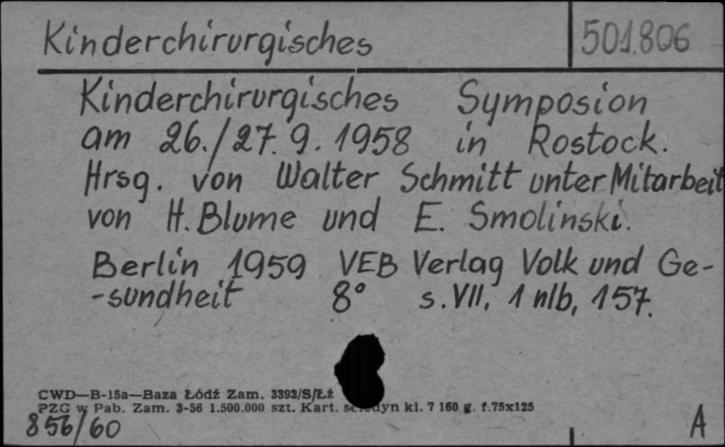 Kinderchirurgisches 501.806
Kinderchirurgisches Symposion
am 26./27. 9. 1958 in Rostock.
Hrsg. von Walter Schmitt unter Mitarbeit
von H. Blume und E. Smolinski.
Berlin 1959 VEB Verlag Volk und Ge-
-sundheit 8° s. VII, 1 nlb, 157.
CWD—B-15a—Baza Łódź Zam. 3393/S/Łź
PZG w Pab. Zam. 3-56 1.500.000 szt. Kart. kl. 7 160 g. f.75x125
856/60 A